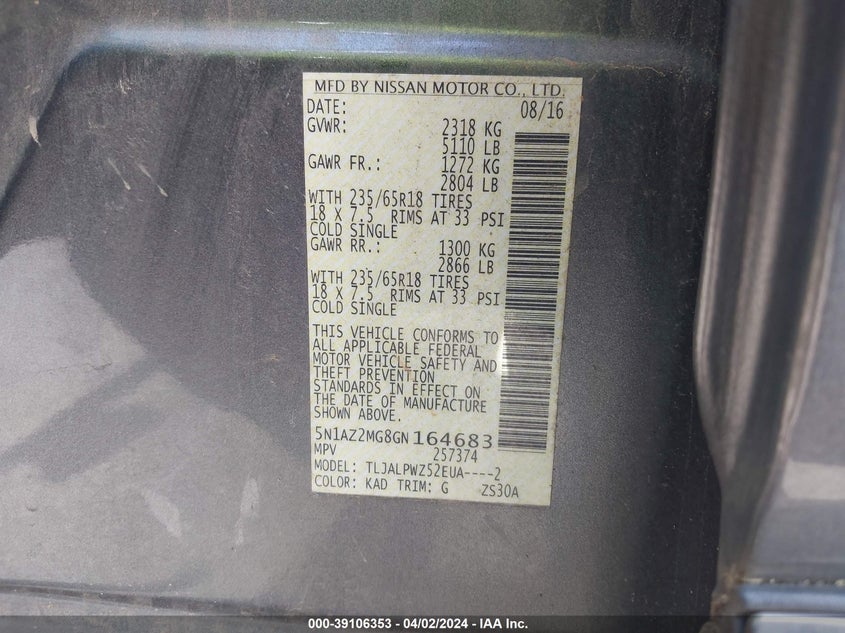 MFD BY NISSAN MOTOR CO., LTD.
DATE: 08/16
GVWR: 2318 KG
5110 LB
GAWR FR.: 1272 KG
2804 LB
WITH 235/65R18 TIRES
18 X 7.5 RIMS AT 33 PSI
COLD SINGLE
GAWR RR.: 1300 KG
2866 LB
WITH 235/65R18 TIRES
18 X 7.5 RIMS AT 33 PSI
COLD SINGLE
THIS VEHICLE CONFORMS TO
ALL APPLICABLE FEDERAL
MOTOR VEHICLE SAFETY AND
THEFT PREVENTION
STANDARDS IN EFFECT ON
THE DATE OF MANUFACTURE
SHOWN ABOVE.
5N1AZ2MG8GN164683
MPV 257374
MODEL: TLJALPWZ52EUA----2
COLOR: KAD TRIM: G ZS30A
000-39106353 - 04/02/2024 - IAA Inc.